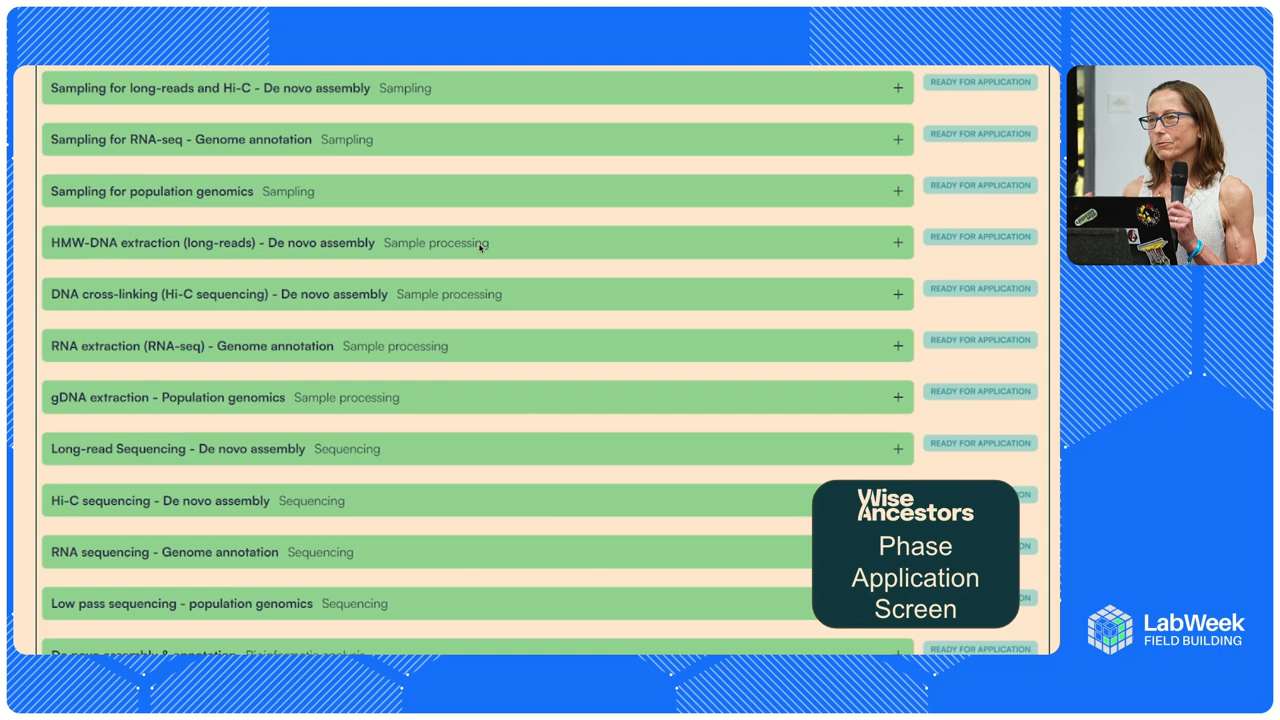 Sampling for long-reads and Hi-C - De novo assembly Sampling + READY FOR APPLICATION
Sampling for RNA-seq - Genome annotation Sampling + READY FOR APPLICATION
Sampling for population genomics Sampling + READY FOR APPLICATION
HMW-DNA extraction (long-reads) - De novo assembly Sample processing + READY FOR APPLICATION
DNA cross-linking (Hi-C sequencing) - De novo assembly Sample processing + READY FOR APPLICATION
RNA extraction (RNA-seq) - Genome annotation Sample processing + READY FOR APPLICATION
gDNA extraction - Population genomics Sample processing + READY FOR APPLICATION
Long-read Sequencing - De novo assembly Sequencing + READY FOR APPLICATION
Hi-C sequencing - De novo assembly Sequencing
RNA sequencing - Genome annotation Sequencing
Low pass sequencing - population genomics Sequencing
De novo assembly & annotation Bioinformatic analysis + READY FOR APPLICATION
Wise
Ancestors
Phase
Application
Screen
LabWeek
FIELD BUILDING